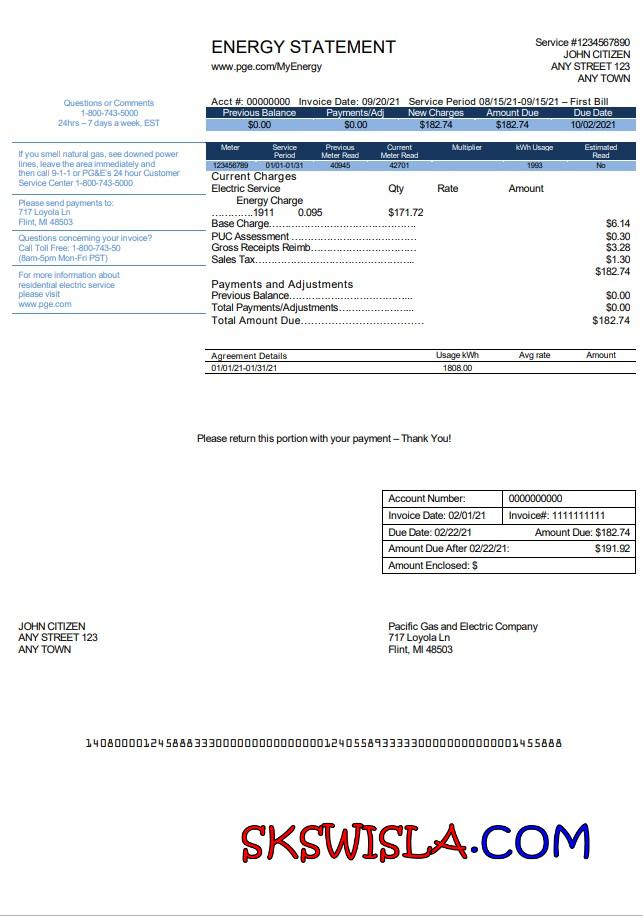 ENERGY STATEMENT
www.pge.com/MyEnergy
Service #1234567890
JOHN CITIZEN
ANY STREET 123
ANY TOWN
Questions or Comments
1-800-743-5000
24hrs – 7 days a week, EST
If you smell natural gas, see downed power
lines, leave the area immediately and
then call 9-1-1 or PG&E's 24 hour Customer
Service Center 1-800-743-5000
Please send payments to:
717 Loyola Ln
Flint, MI 48503
Questions concerning your invoice?
Call Toll Free: 1-800-743-50
(8am-5pm Mon-Fri PST)
For more information about
residential electric service
please visit
www.pge.com
Acct #: 00000000 Invoice Date: 09/20/21 Service Period 08/15/21-09/15/21 – First Bill
Previous Balance Payments/Adj New Charges Amount Due Due Date
$0.00 $0.00 $182.74 $182.74 10/02/2021
Meter Service Period Previous Meter Read Current Meter Read Multiplier kWh Usage Estimated Read
123456789 01/01-01/31 40945 42701 1993 No
Current Charges
Electric Service Qty Rate Amount
Energy Charge
............1911 0.095 $171.72
Base Charge................................................ $6.14
PUC Assessment......................................... $0.30
Gross Receipts Reimb.................................. $3.28
Sales Tax.................................................... $1.30
$182.74
Payments and Adjustments
Previous Balance......................................... $0.00
Total Payments/Adjustments........................ $0.00
Total Amount Due........................................ $182.74
Agreement Details Usage kWh Avg rate Amount
01/01/21-01/31/21 1808.00
Please return this portion with your payment – Thank You!
Account Number: 0000000000
Invoice Date: 02/01/21 Invoice#: 1111111111
Due Date: 02/22/21 Amount Due: $182.74
Amount Due After 02/22/21: $191.92
Amount Enclosed: $
JOHN CITIZEN
ANY STREET 123
ANY TOWN
Pacific Gas and Electric Company
717 Loyola Ln
Flint, MI 48503
SKSWISLA.COM